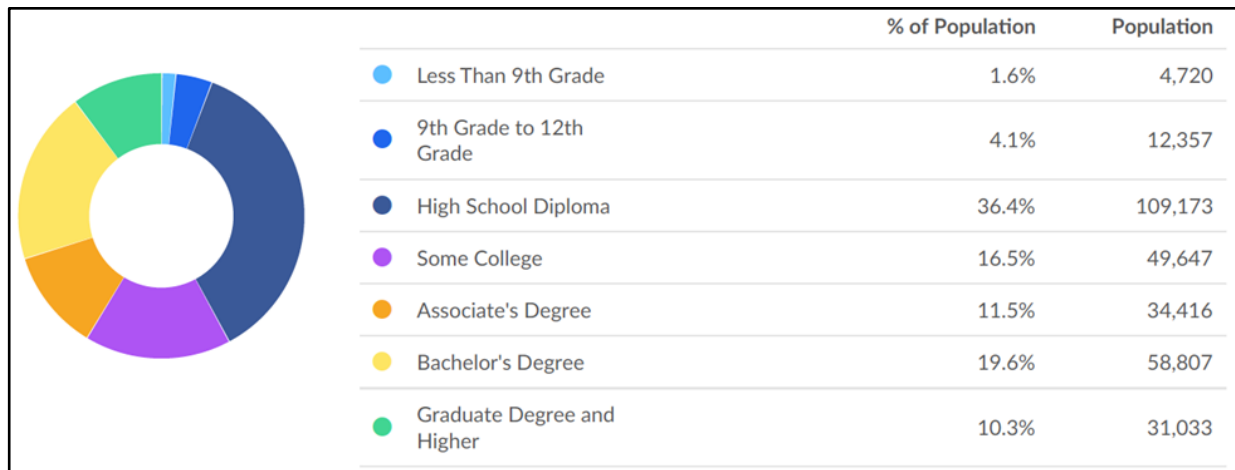 % of Population Population
Less Than 9th Grade 1.6% 4,720
9th Grade to 12th
Grade 4.1% 12,357
High School Diploma 36.4% 109,173
Some College 16.5% 49,647
Associate's Degree 11.5% 34,416
Bachelor's Degree 19.6% 58,807
Graduate Degree and
Higher 10.3% 31,033